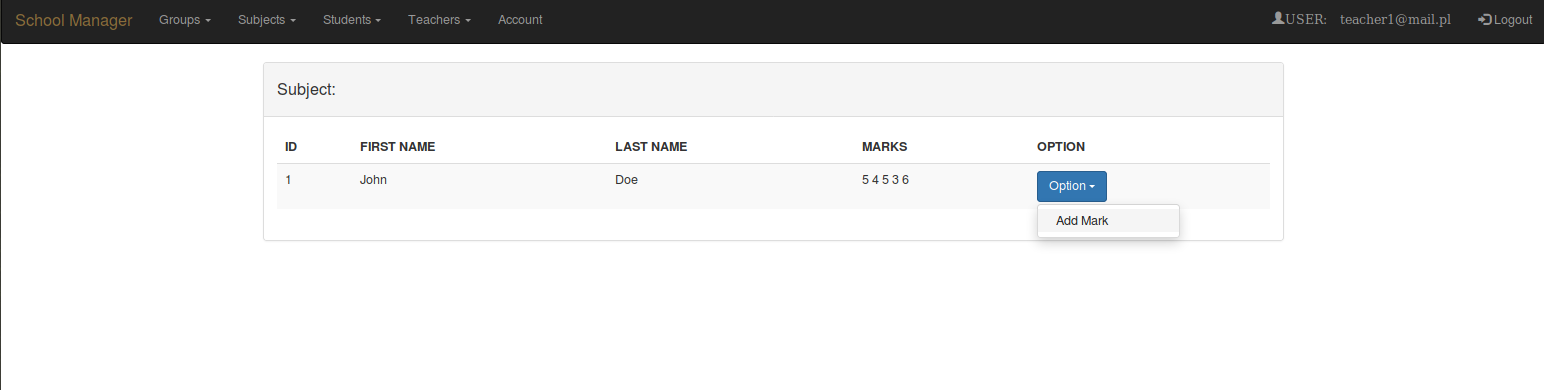 School Manager Groups Subjects Students Teachers Account USER: teacher1@mail.pl Logout
Subject:
ID FIRST NAME LAST NAME MARKS OPTION
1 John Doe 5 4 5 3 6 Option
Add Mark